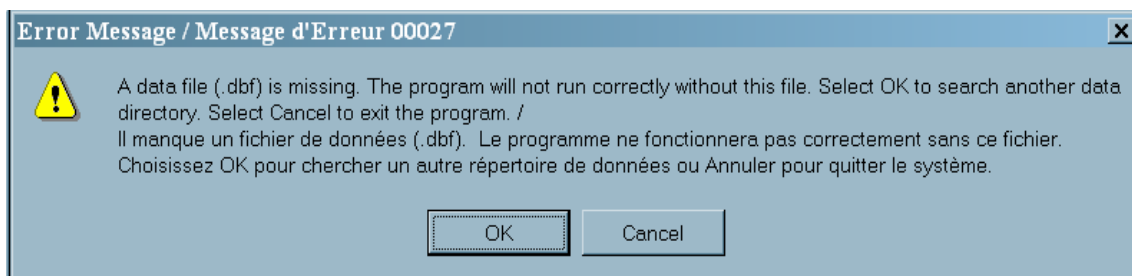 Error Message / Message d'Erreur 00027
A data file (.dbf) is missing. The program will not run correctly without this file. Select OK to search another data
directory. Select Cancel to exit the program. /
Il manque un fichier de données (.dbf). Le programme ne fonctionnera pas correctement sans ce fichier.
Choisissez OK pour chercher un autre répertoire de données ou Annuler pour quitter le système.
OK Cancel